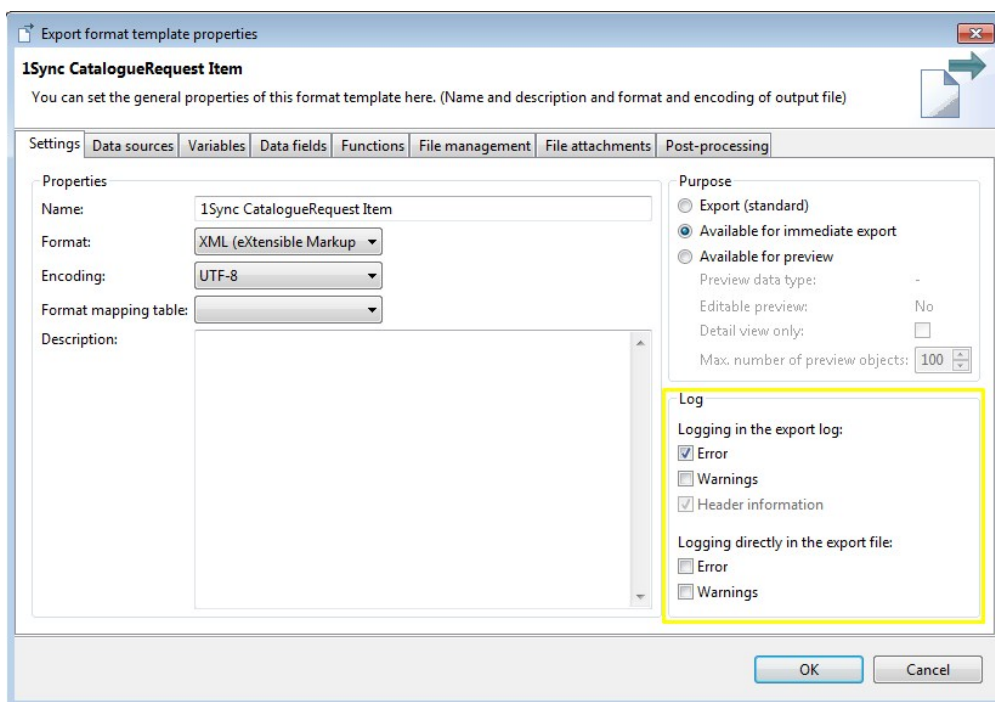 Export format template properties
1Sync CatalogueRequest Item
You can set the general properties of this format template here. (Name and description and format and encoding of output file)
Settings Data sources Variables Data fields Functions File management File attachments Post-processing
Properties
Name: 1Sync CatalogueRequest Item
Format: XML (eXtensible Markup
Encoding: UTF-8
Format mapping table:
Description:
Purpose
Export (standard)
Available for immediate export
Available for preview
Preview data type: -
Editable preview: No
Detail view only:
Max. number of preview objects: 100
Log
Logging in the export log:
Error
Warnings
Header information
Logging directly in the export file:
Error
Warnings
OK Cancel